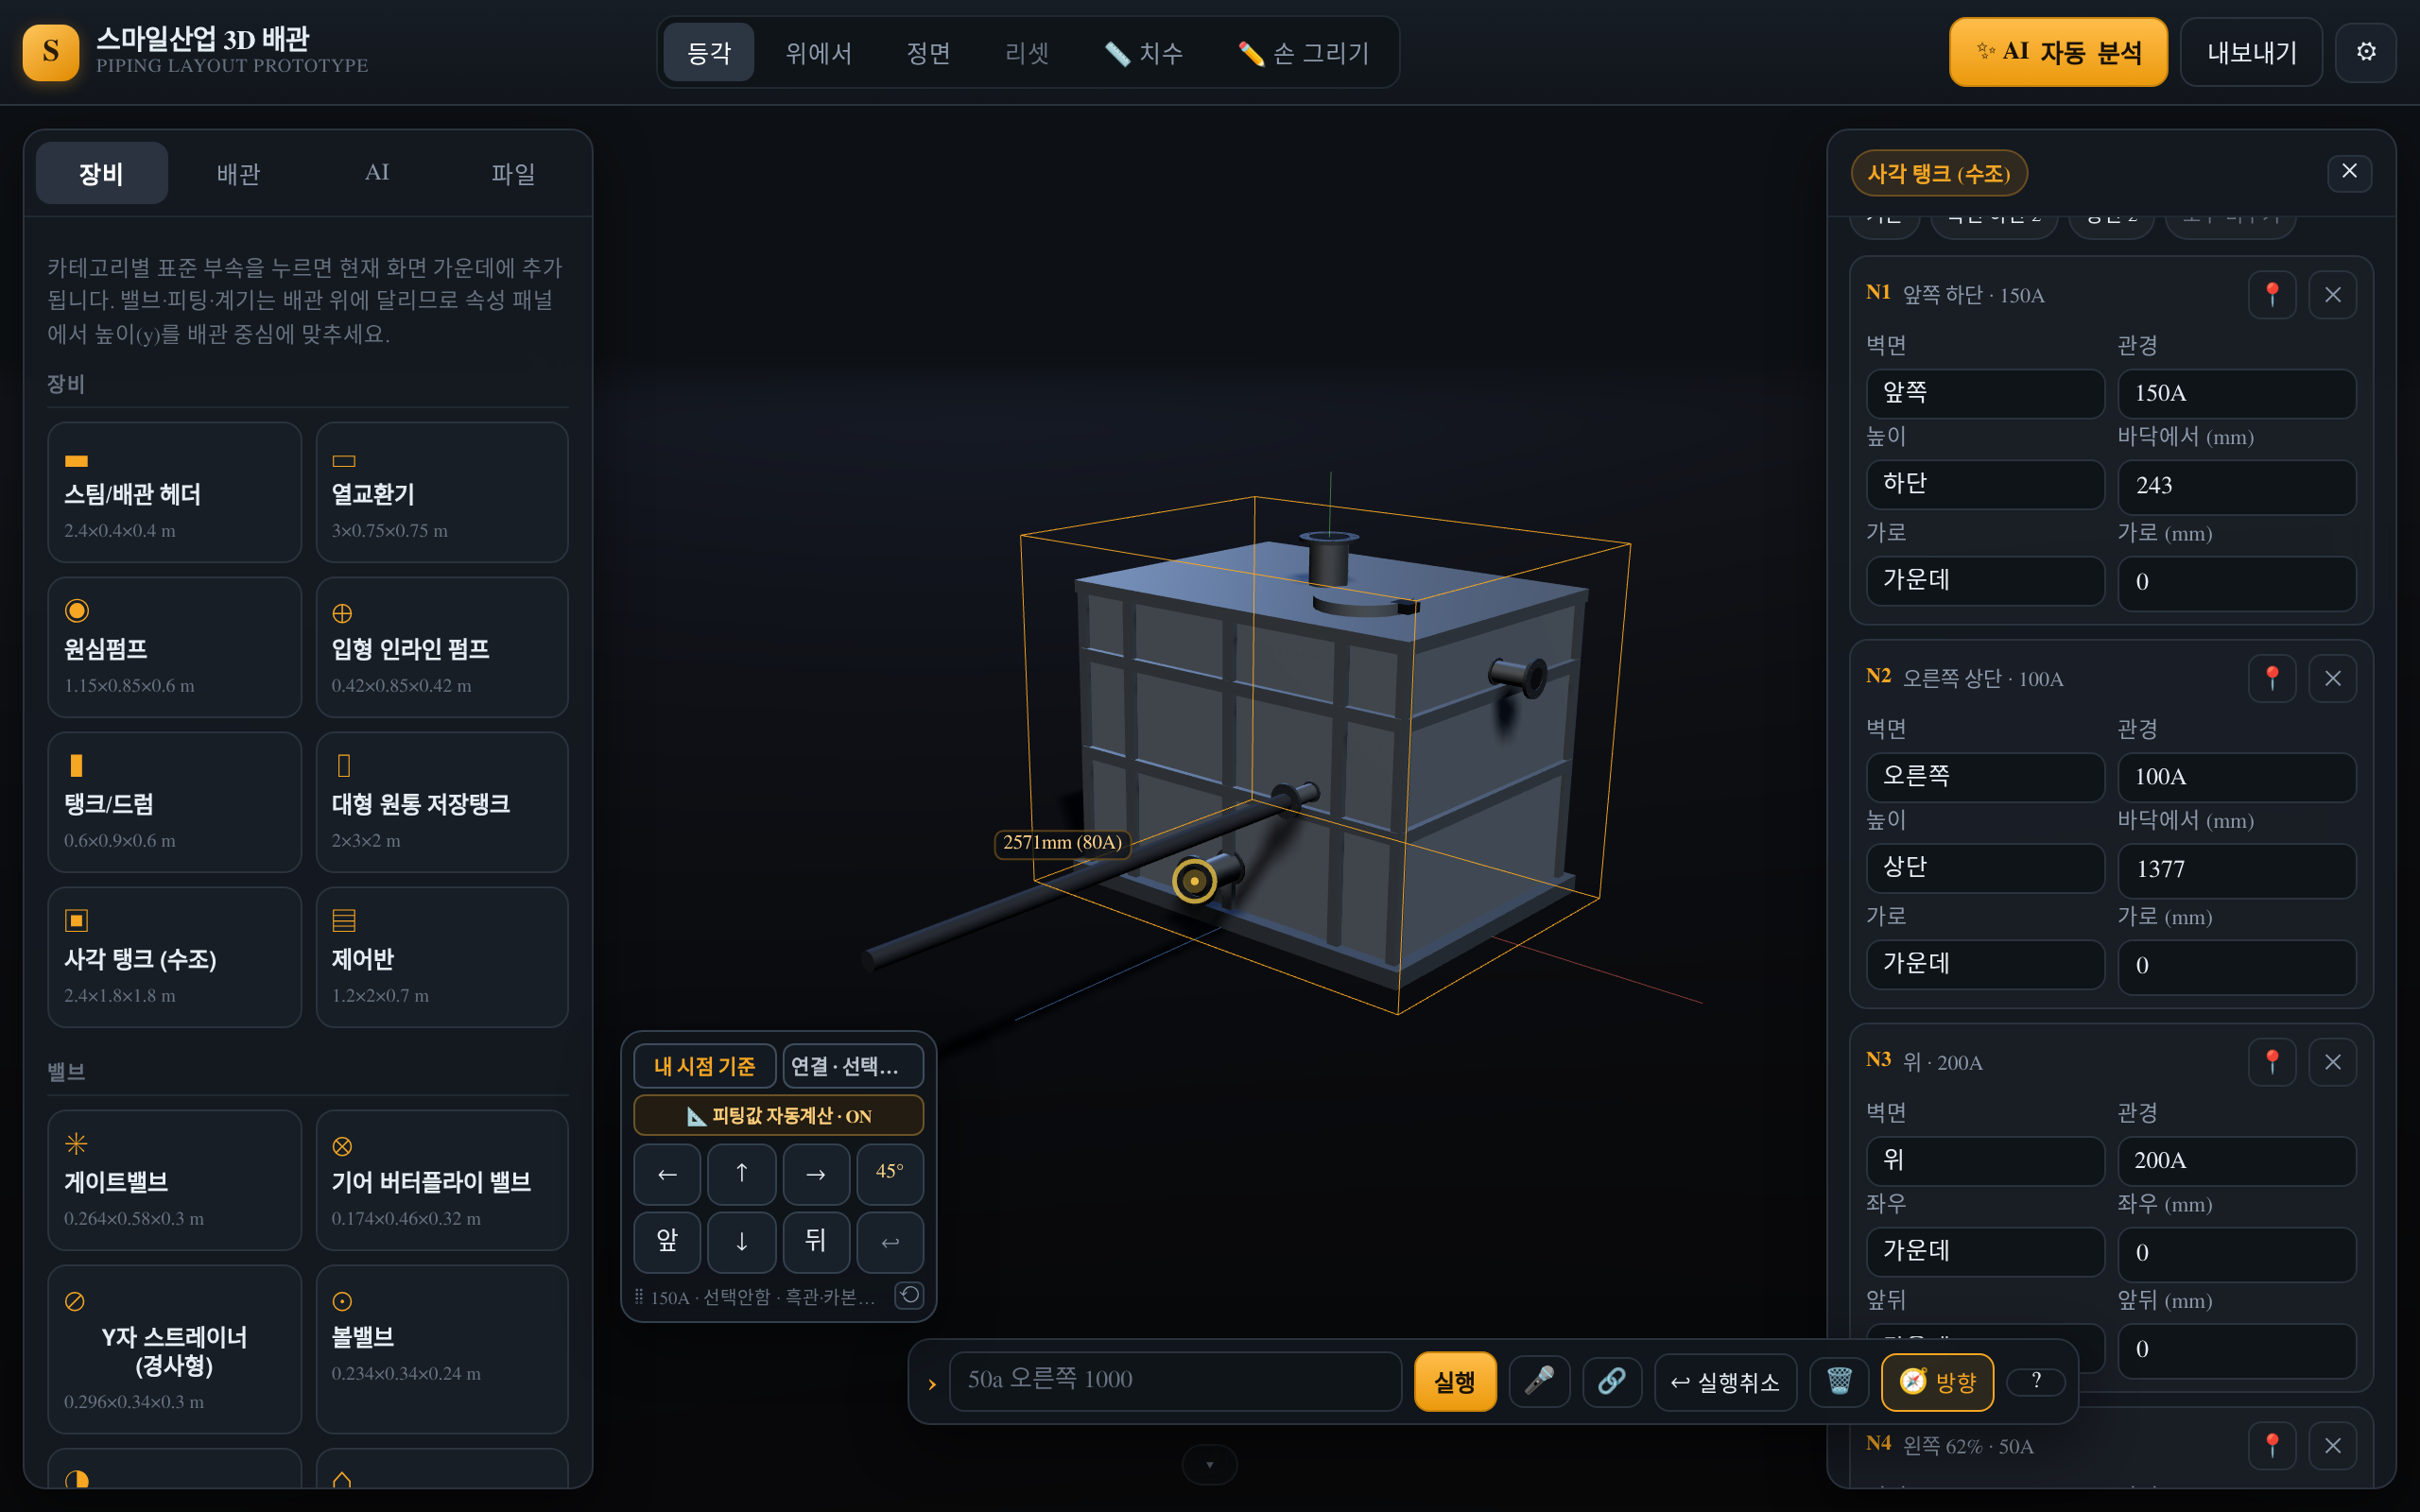 S
스마일산업 3D 배관
PIPING LAYOUT PROTOTYPE
등각
위에서
정면
리셋
📏 치수
✏️ 손 그리기
✨ AI 자동 분석
내보내기
장비
배관
AI
파일
카테고리별 표준 부속을 누르면 현재 화면 가운데에 추가
됩니다. 밸브·피팅·계기는 배관 위에 달리므로 속성 패널
에서 높이(y)를 배관 중심에 맞추세요.
장비
스팀/배관 헤더
2.4×0.4×0.4 m
열교환기
3×0.75×0.75 m
원심펌프
1.15×0.85×0.6 m
입형 인라인 펌프
0.42×0.85×0.42 m
탱크/드럼
0.6×0.9×0.6 m
대형 원통 저장탱크
2×3×2 m
사각 탱크 (수조)
2.4×1.8×1.8 m
제어반
1.2×2×0.7 m
밸브
게이트밸브
0.264×0.58×0.3 m
기어 버터플라이 밸브
0.174×0.46×0.32 m
Y자 스트레이너
(경사형)
0.296×0.34×0.3 m
볼밸브
0.234×0.34×0.24 m
2571mm (80A)
내 시점 기준
연결 · 선택…
📐 피팅값 자동계산 · ON
← ↑ → 45°
앞 ↓ 뒤 ↩
150A · 선택안함 · 흑관·카본…
›
50a 오른쪽 1000
실행
↩ 실행취소
🧭 방향
?
사각 탱크 (수조)
×
N1 앞쪽 하단 · 150A
벽면
관경
앞쪽
150A
높이
바닥에서 (mm)
하단
243
가로
가로 (mm)
가운데
0
N2 오른쪽 상단 · 100A
벽면
관경
오른쪽
100A
높이
바닥에서 (mm)
상단
1377
가로
가로 (mm)
가운데
0
N3 위 · 200A
벽면
관경
위
200A
좌우
좌우 (mm)
가운데
0
앞뒤
앞뒤 (mm)
0
N4 왼쪽 62% · 50A